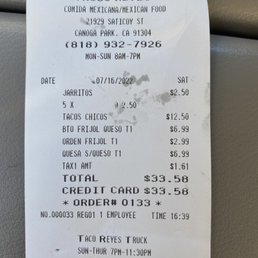 COMIDA MEXICANA/MEXICAN FOOD
21929 SATICOY ST
CANOGA PARK. CA 91304
(818) 932-7926
MON-SUN 8AM-7PM
DATE 07/16/2022 SAT
JARRITOS $2.50
5 X @2.50
TACOS CHICOS $12.50
BTO FRIJOL QUESO T1 $6.99
ORDEN FRIJOL T1 $2.99
QUESA S/QUESO T1 $6.99
TAX1 AMT $1.61
TOTAL $33.58
CREDIT CARD $33.58
* ORDER# 0133 *
NO.000033 REG01 1 EMPLOYEE TIME 16:39
TACO REYES TRUCK
SUN-THUR 7PM-11:30PM